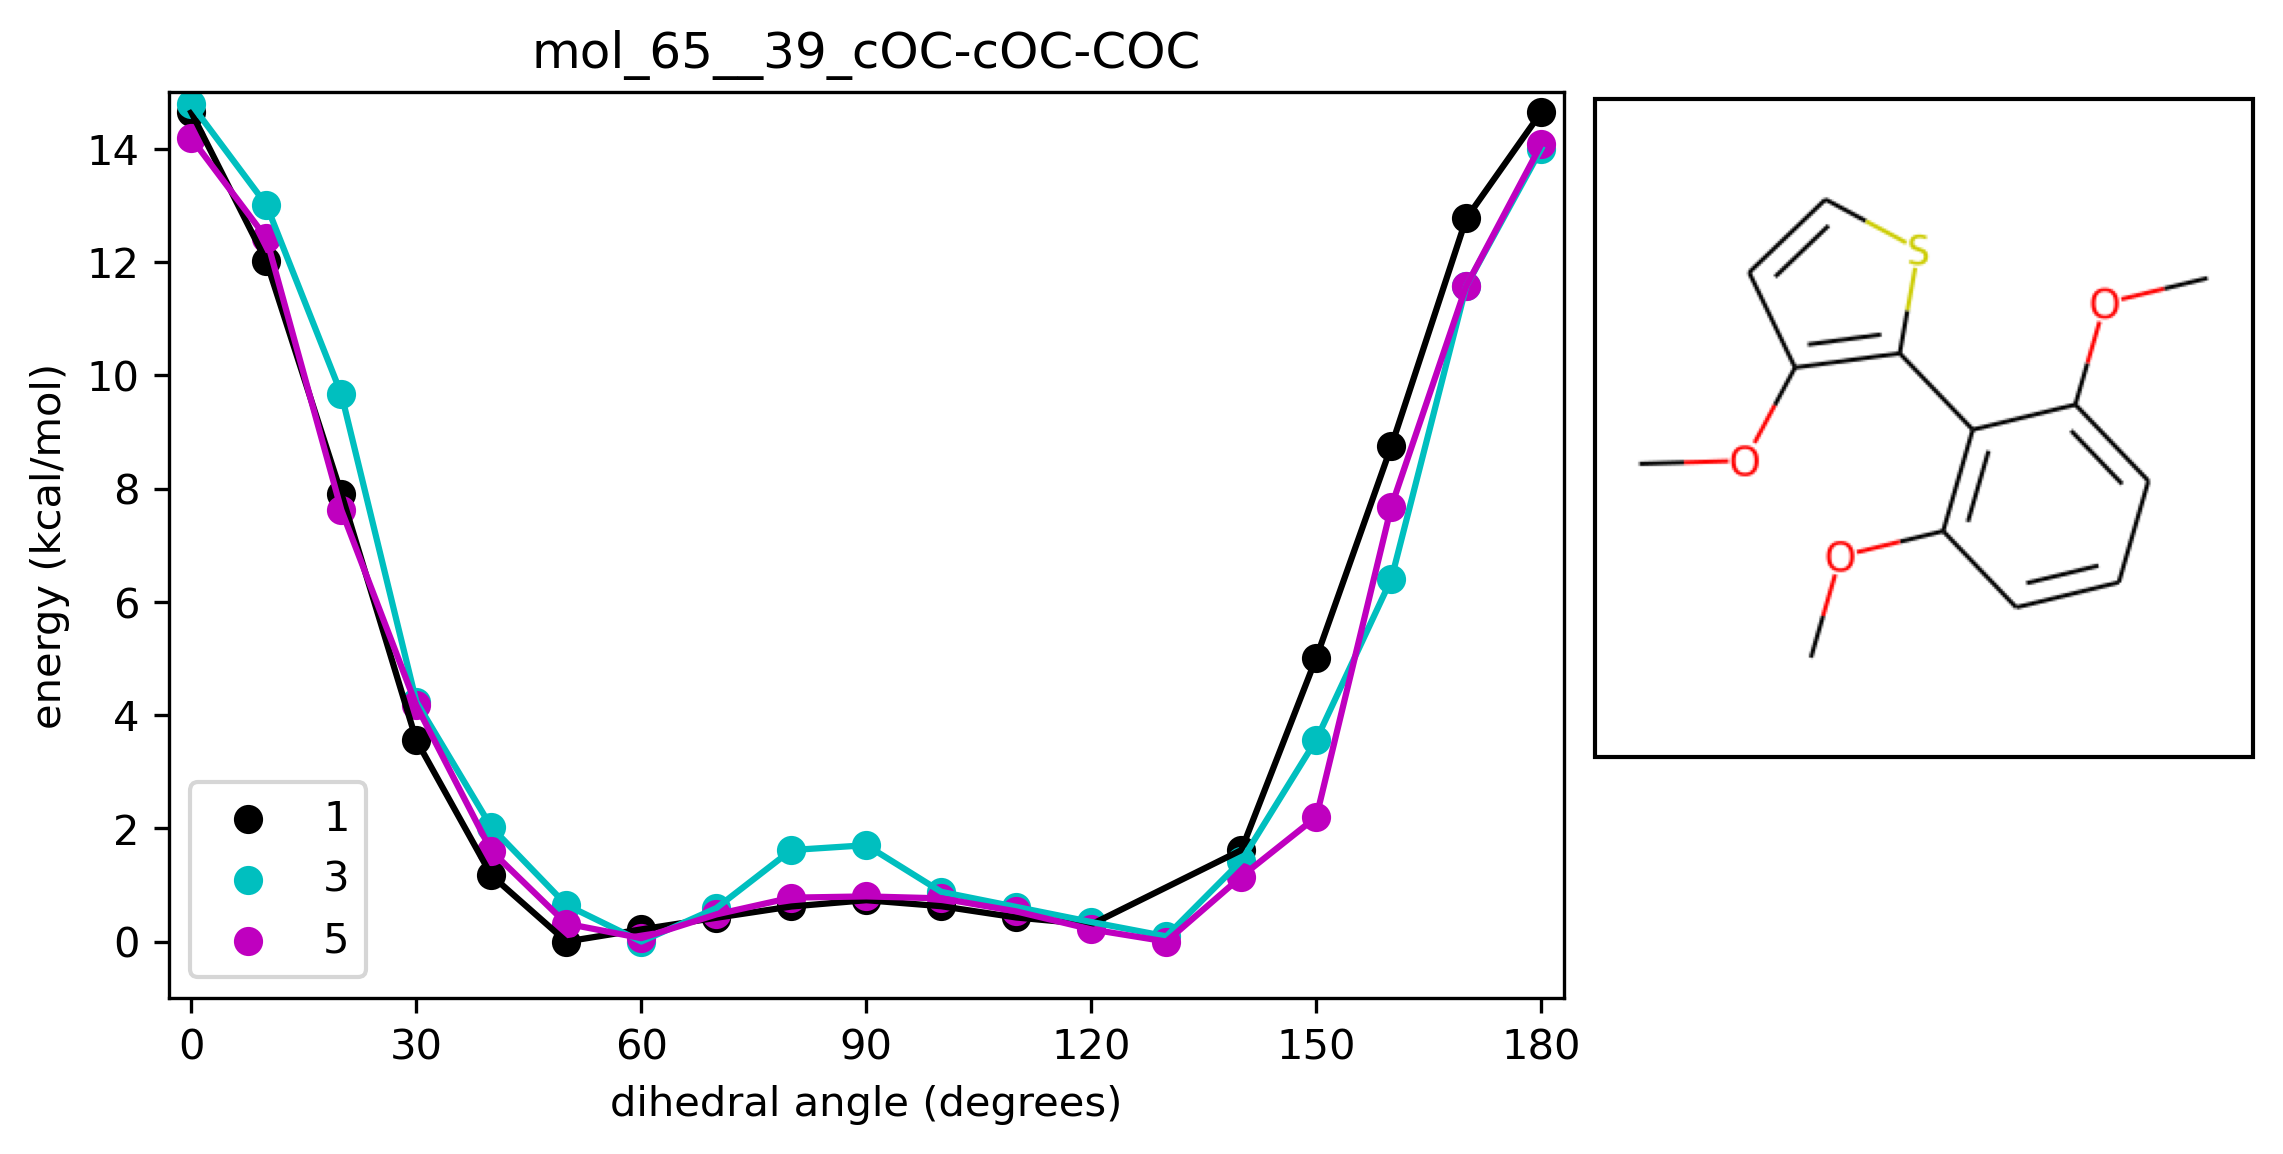 mol_65__39_cOC-cOC-COC
energy (kcal/mol)
14
12
10
8
6
4
2
0
1
3
5
0 30 60 90 120 150 180
dihedral angle (degrees)
S
O
O
O